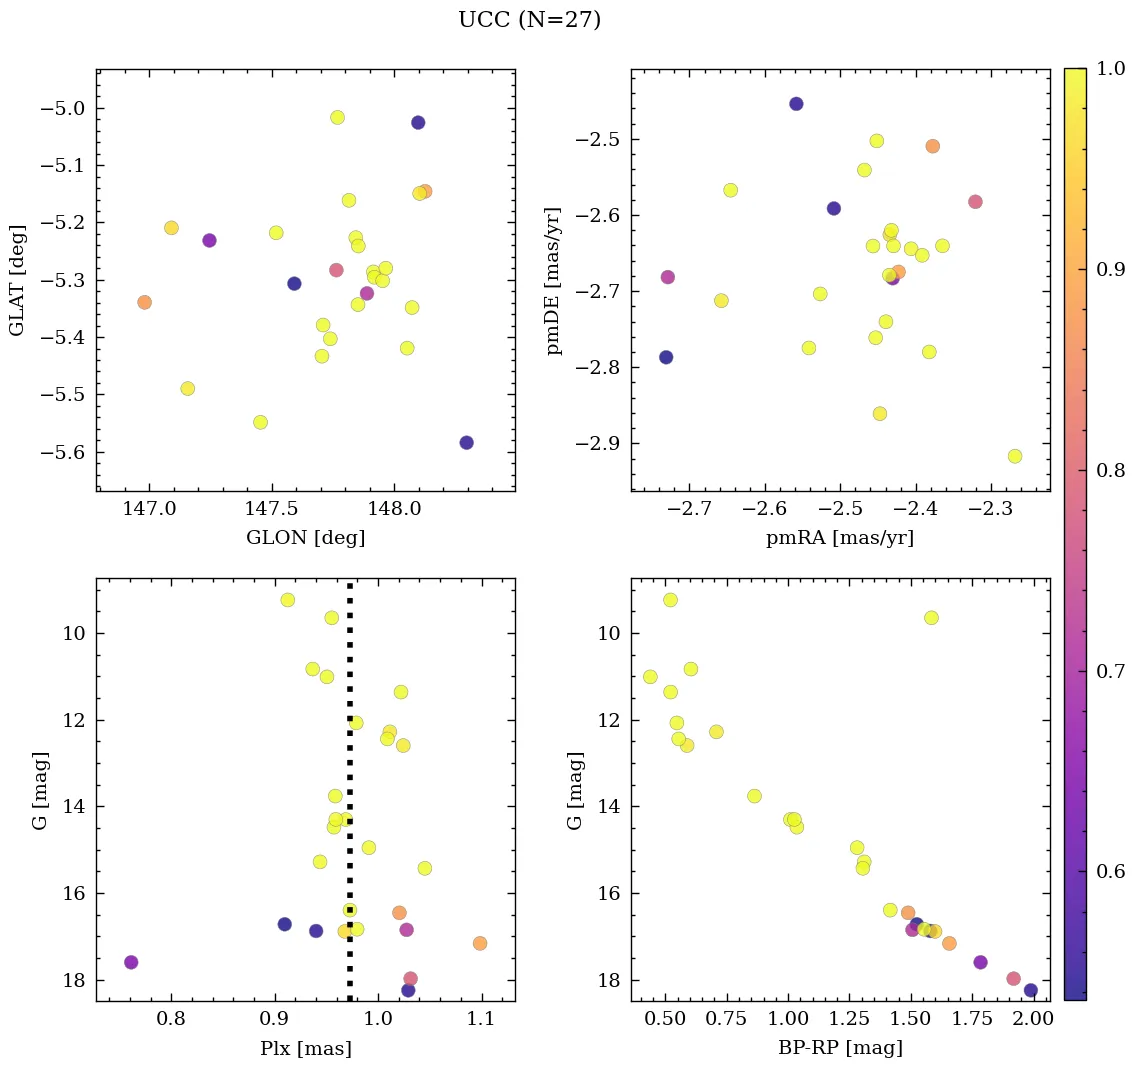 UCC (N=27)
−5.0
−5.1
−5.2
−5.3
−5.4
−5.5
−5.6
GLAT [deg]
147.0 147.5 148.0
GLON [deg]
−2.5
−2.6
−2.7
−2.8
−2.9
pmDE [mas/yr]
−2.7 −2.6 −2.5 −2.4 −2.3
pmRA [mas/yr]
10
12
14
16
18
G [mag]
0.8 0.9 1.0 1.1
Plx [mas]
10
12
14
16
18
G [mag]
0.50 0.75 1.00 1.25 1.50 1.75 2.00
BP-RP [mag]
1.0
0.9
0.8
0.7
0.6